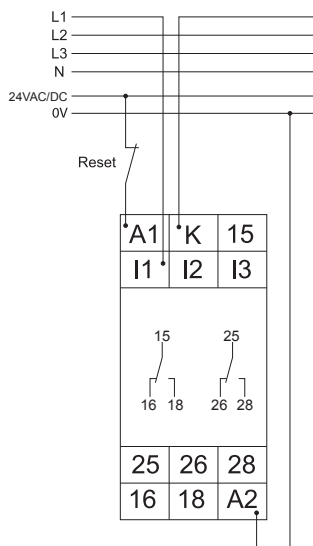 L1
L2
L3
N
24VAC/DC
0V
Reset
A1 K 15
I1 I2 I3
15 25
16 18 26 28
25 26 28
16 18 A2